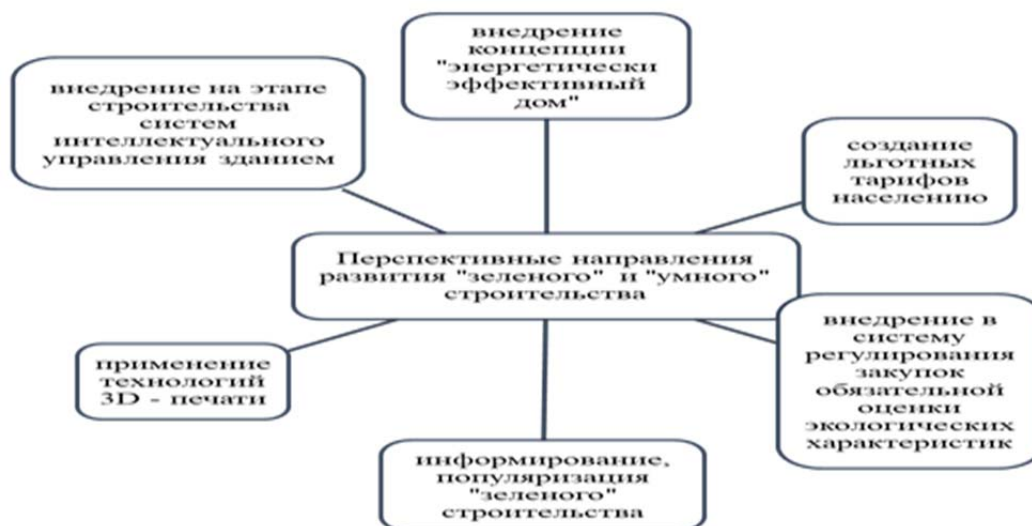 внедрение
концепции
"энергетически
эффективный
дом"
внедрение на этапе
строительства
систем
интеллектуального
управления зданием
создание
льготных
тарифов
населению
Перспективные направления
развития "зеленого" и "умного"
строительства
внедрение в
систему
регулирования
закупок
обязательной
оценки
экологических
характеристик
применение
технологий
3D - печати
информирование,
популяризация
"зеленого"
строительства